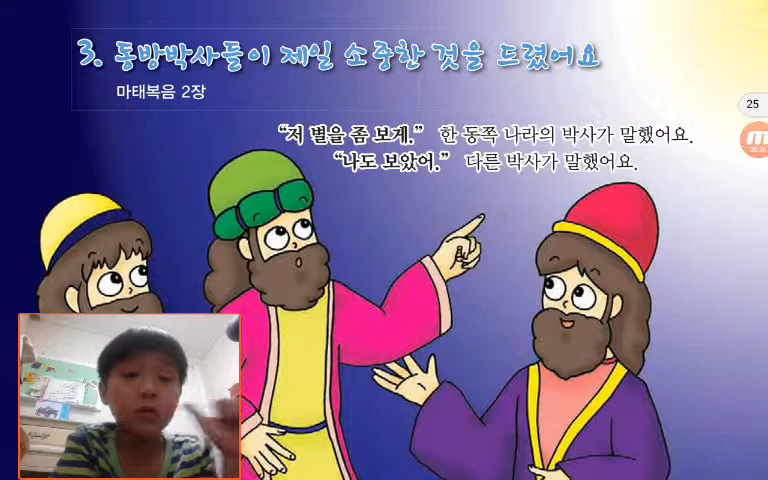 3. 동방박사들이 제일 소중한 것을 드렸어요
마태복음 2장
“저 별을 좀 보게.” 한 동쪽 나라의 박사가 말했어요.
“나도 보았어.” 다른 박사가 말했어요.
25